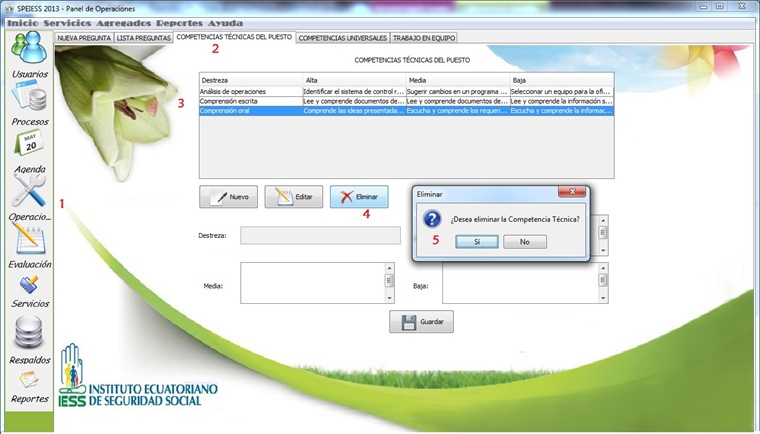 SPEIESS 2013 - Panel de Operaciones
Inicio Servicios Agregados Reportes Ayuda
NUEVA PREGUNTA LISTA PREGUNTAS COMPETENCIAS TÉCNICAS DEL PUESTO COMPETENCIAS UNIVERSALES TRABAJO EN EQUIPO
2
COMPETENCIAS TÉCNICAS DEL PUESTO
Destreza Alta Media Baja
Análisis de operaciones Identificar el sistema de control r... Sugerir cambios en un programa ... Seleccionar un equipo para la ofi...
Comprensión escrita Lee y comprende documentos de... Lee y comprende documentos de... Lee y comprende la información s...
Comprensión oral Comprende las ideas presentada... Escucha y comprende los requeri... Escucha y comprende la informac...
3
Usuarios
Procesos
MAY
20
Agenda
Operacio...
Evaluación
Servicios
Respaldos
Reportes
1
Nuevo Editar Eliminar
4
Eliminar
¿Desea eliminar la Competencia Técnica?
5
Sí No
Destreza:
Media: Baja:
Guardar
IESS
INSTITUTO ECUATORIANO
DE SEGURIDAD SOCIAL